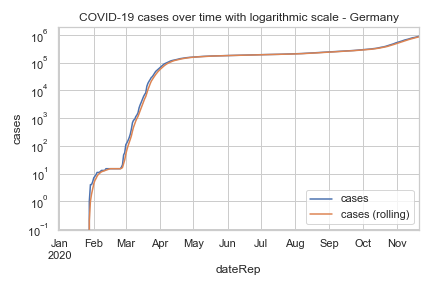 COVID-19 cases over time with logarithmic scale - Germany
10⁶
10⁵
10⁴
10³
10²
10¹
10⁰
10⁻¹
cases
cases
cases (rolling)
Jan Feb Mar Apr May Jun Jul Aug Sep Oct Nov
2020
dateRep